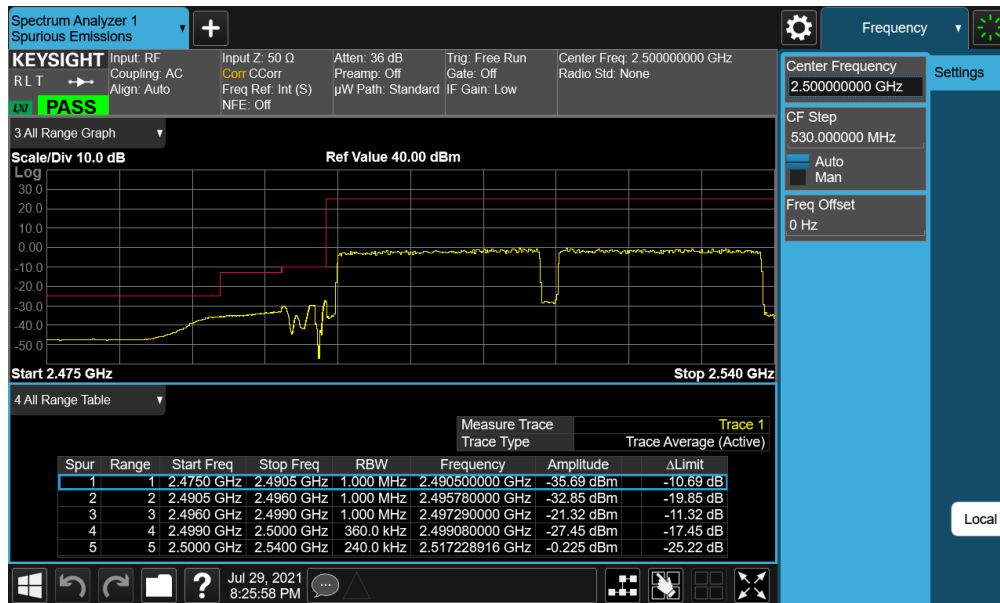 Spectrum Analyzer 1
Spurious Emissions
Frequency
KEYSIGHT
R L T
LXI
PASS
Input: RF
Coupling: AC
Align: Auto
Input Z: 50 Ω
Corr CCorr
Freq Ref: Int (S)
NFE: Off
Atten: 36 dB
Preamp: Off
µW Path: Standard
Trig: Free Run
Gate: Off
IF Gain: Low
Center Freq: 2.500000000 GHz
Radio Std: None
Center Frequency
2.500000000 GHz
Settings
CF Step
530.000000 MHz
Auto
Man
Freq Offset
0 Hz
Local
3 All Range Graph
Scale/Div 10.0 dB
Ref Value 40.00 dBm
Log
30.0
20.0
10.0
0.00
-10.0
-20.0
-30.0
-40.0
-50.0
Start 2.475 GHz
Stop 2.540 GHz
4 All Range Table
Measure Trace Trace 1
Trace Type Trace Average (Active)
Spur Range Start Freq Stop Freq RBW Frequency Amplitude ΔLimit
1 1 2.4750 GHz 2.4905 GHz 1.000 MHz 2.490500000 GHz -35.69 dBm -10.69 dB
2 2 2.4905 GHz 2.4960 GHz 1.000 MHz 2.495780000 GHz -32.85 dBm -19.85 dB
3 3 2.4960 GHz 2.4990 GHz 1.000 MHz 2.497290000 GHz -21.32 dBm -11.32 dB
4 4 2.4990 GHz 2.5000 GHz 360.0 kHz 2.499080000 GHz -27.45 dBm -17.45 dB
5 5 2.5000 GHz 2.5400 GHz 240.0 kHz 2.517228916 GHz -0.225 dBm -25.22 dB
?
Jul 29, 2021
8:25:58 PM